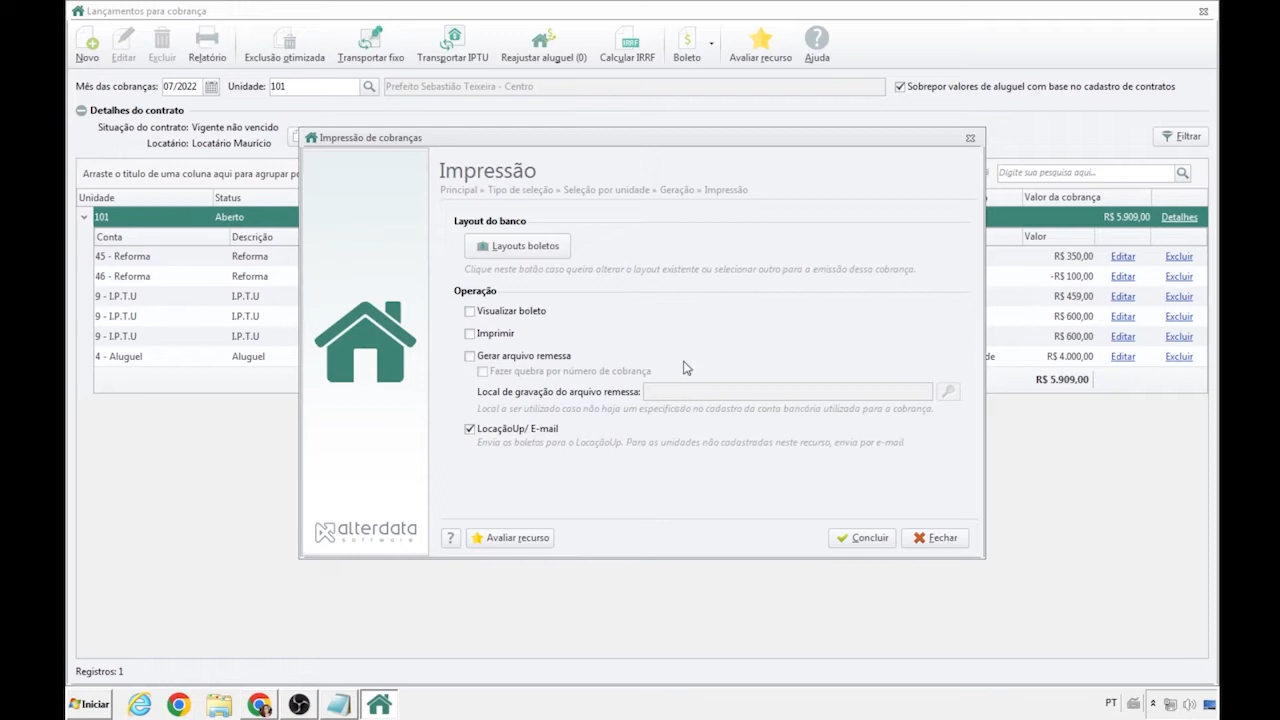 Lançamentos para cobrança
Novo Editar Excluir Relatório Exclusão otimizada Transportar fixo Transportar IPTU Reajustar aluguel (0) Calcular IRRF Boleto Avaliar recurso Ajuda
Mês das cobranças: 07/2022 Unidade: 101 Prefeito Sebastião Teixeira - Centro Sobrepor valores de aluguel com base no cadastro de contratos
Detalhes do contrato
Situação do contrato: Vigente não vencido
Locatário: Locatário Maurício
Filtrar
Arraste o titulo de uma coluna aqui para agrupar po
Digite sua pesquisa aqui...
Unidade Status Valor da cobrança
101 Aberto R$ 5.909,00 Detalhes
Conta Descrição Valor
45 - Reforma Reforma R$ 350,00 Editar Excluir
46 - Reforma Reforma -R$ 100,00 Editar Excluir
9 - I.P.T.U I.P.T.U R$ 459,00 Editar Excluir
9 - I.P.T.U I.P.T.U R$ 600,00 Editar Excluir
9 - I.P.T.U I.P.T.U R$ 600,00 Editar Excluir
4 - Aluguel Aluguel de R$ 4.000,00 Editar Excluir
R$ 5.909,00
Impressão de cobranças
Impressão
Principal » Tipo de seleção » Seleção por unidade » Geração » Impressão
Layout do banco
Layouts boletos
Clique neste botão caso queira alterar o layout existente ou selecionar outro para a emissão dessa cobrança.
Operação
Visualizar boleto
Imprimir
Gerar arquivo remessa
Fazer quebra por número de cobrança
Local de gravação do arquivo remessa:
Local a ser utilizado caso não haja um especificado no cadastro da conta bancária utilizada para a cobrança.
LocaçãoUp/ E-mail
Envia os boletos para o LocaçãoUp. Para as unidades não cadastradas neste recurso, envia por e-mail
alterdata
software
? Avaliar recurso Concluir Fechar
Registros: 1
Iniciar PT